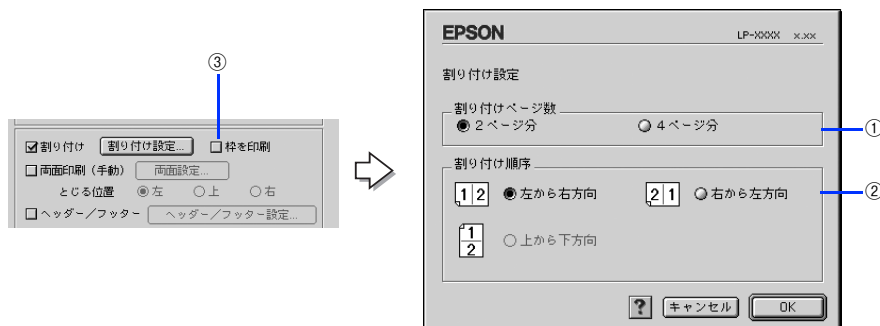 ③
割り付け 割り付け設定... 枠を印刷
両面印刷（手動） 両面設定...
とじる位置 左 上 右
ヘッダー／フッター ヘッダー／フッター設定...
EPSON LP-XXXX x.xx
割り付け設定
割り付けページ数
2ページ分 4ページ分
①
割り付け順序
1 2 左から右方向 2 1 右から左方向
②
1
2 上から下方向
? キャンセル OK